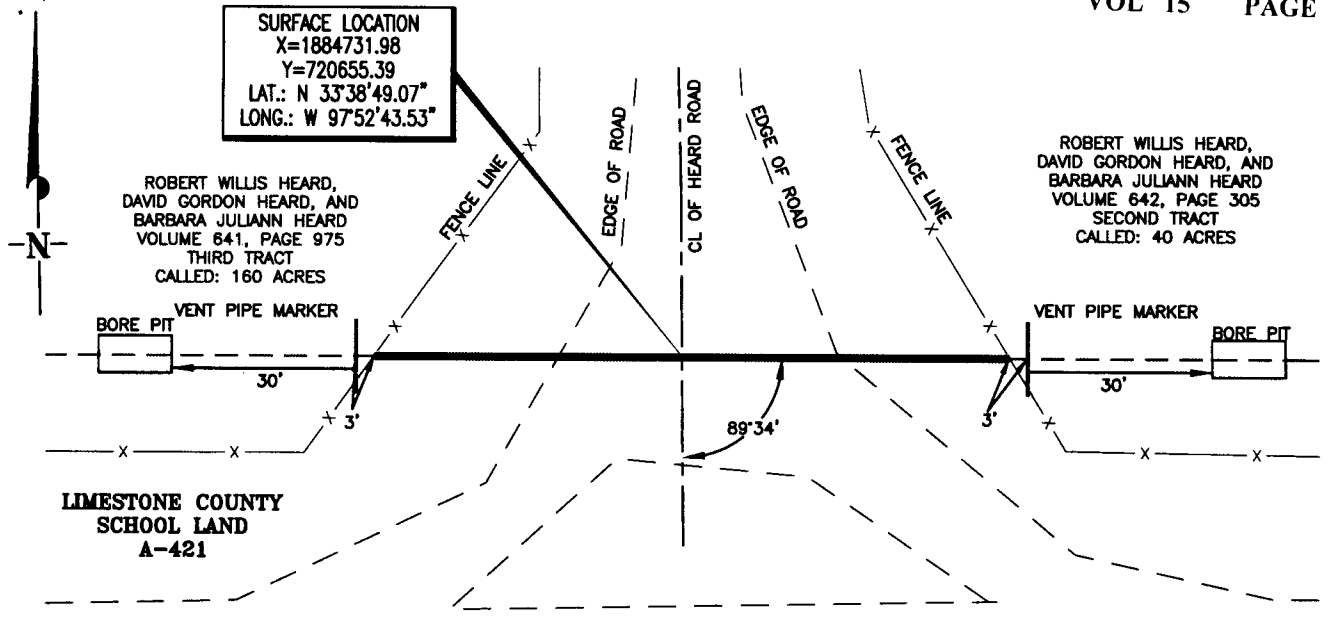 VOL 15 PAGE
SURFACE LOCATION
X=1884731.98
Y=720655.39
LAT.: N 33°38'49.07"
LONG.: W 97°52'43.53"
N
ROBERT WILLIS HEARD,
DAVID GORDON HEARD, AND
BARBARA JULIANN HEARD
VOLUME 641, PAGE 975
THIRD TRACT
CALLED: 160 ACRES
FENCE LINE
EDGE OF ROAD
CL OF HEARD ROAD
EDGE OF ROAD
FENCE LINE
ROBERT WILLIS HEARD,
DAVID GORDON HEARD, AND
BARBARA JULIANN HEARD
VOLUME 642, PAGE 305
SECOND TRACT
CALLED: 40 ACRES
VENT PIPE MARKER
BORE PIT
30'
3'
89°34'
VENT PIPE MARKER
BORE PIT
3'
30'
LIMESTONE COUNTY
SCHOOL LAND
A-421